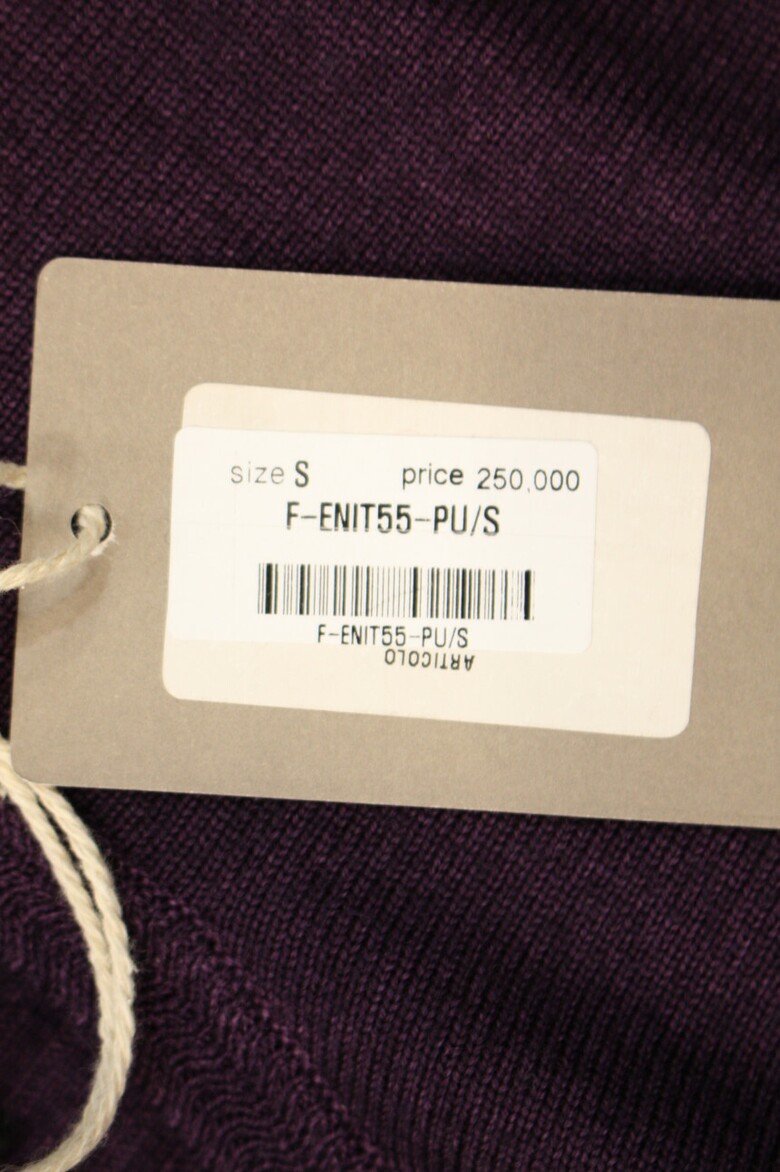 size S price 250,000
F-ENIT55-PU/S
F-ENIT55-PU/S
ARTICOLO